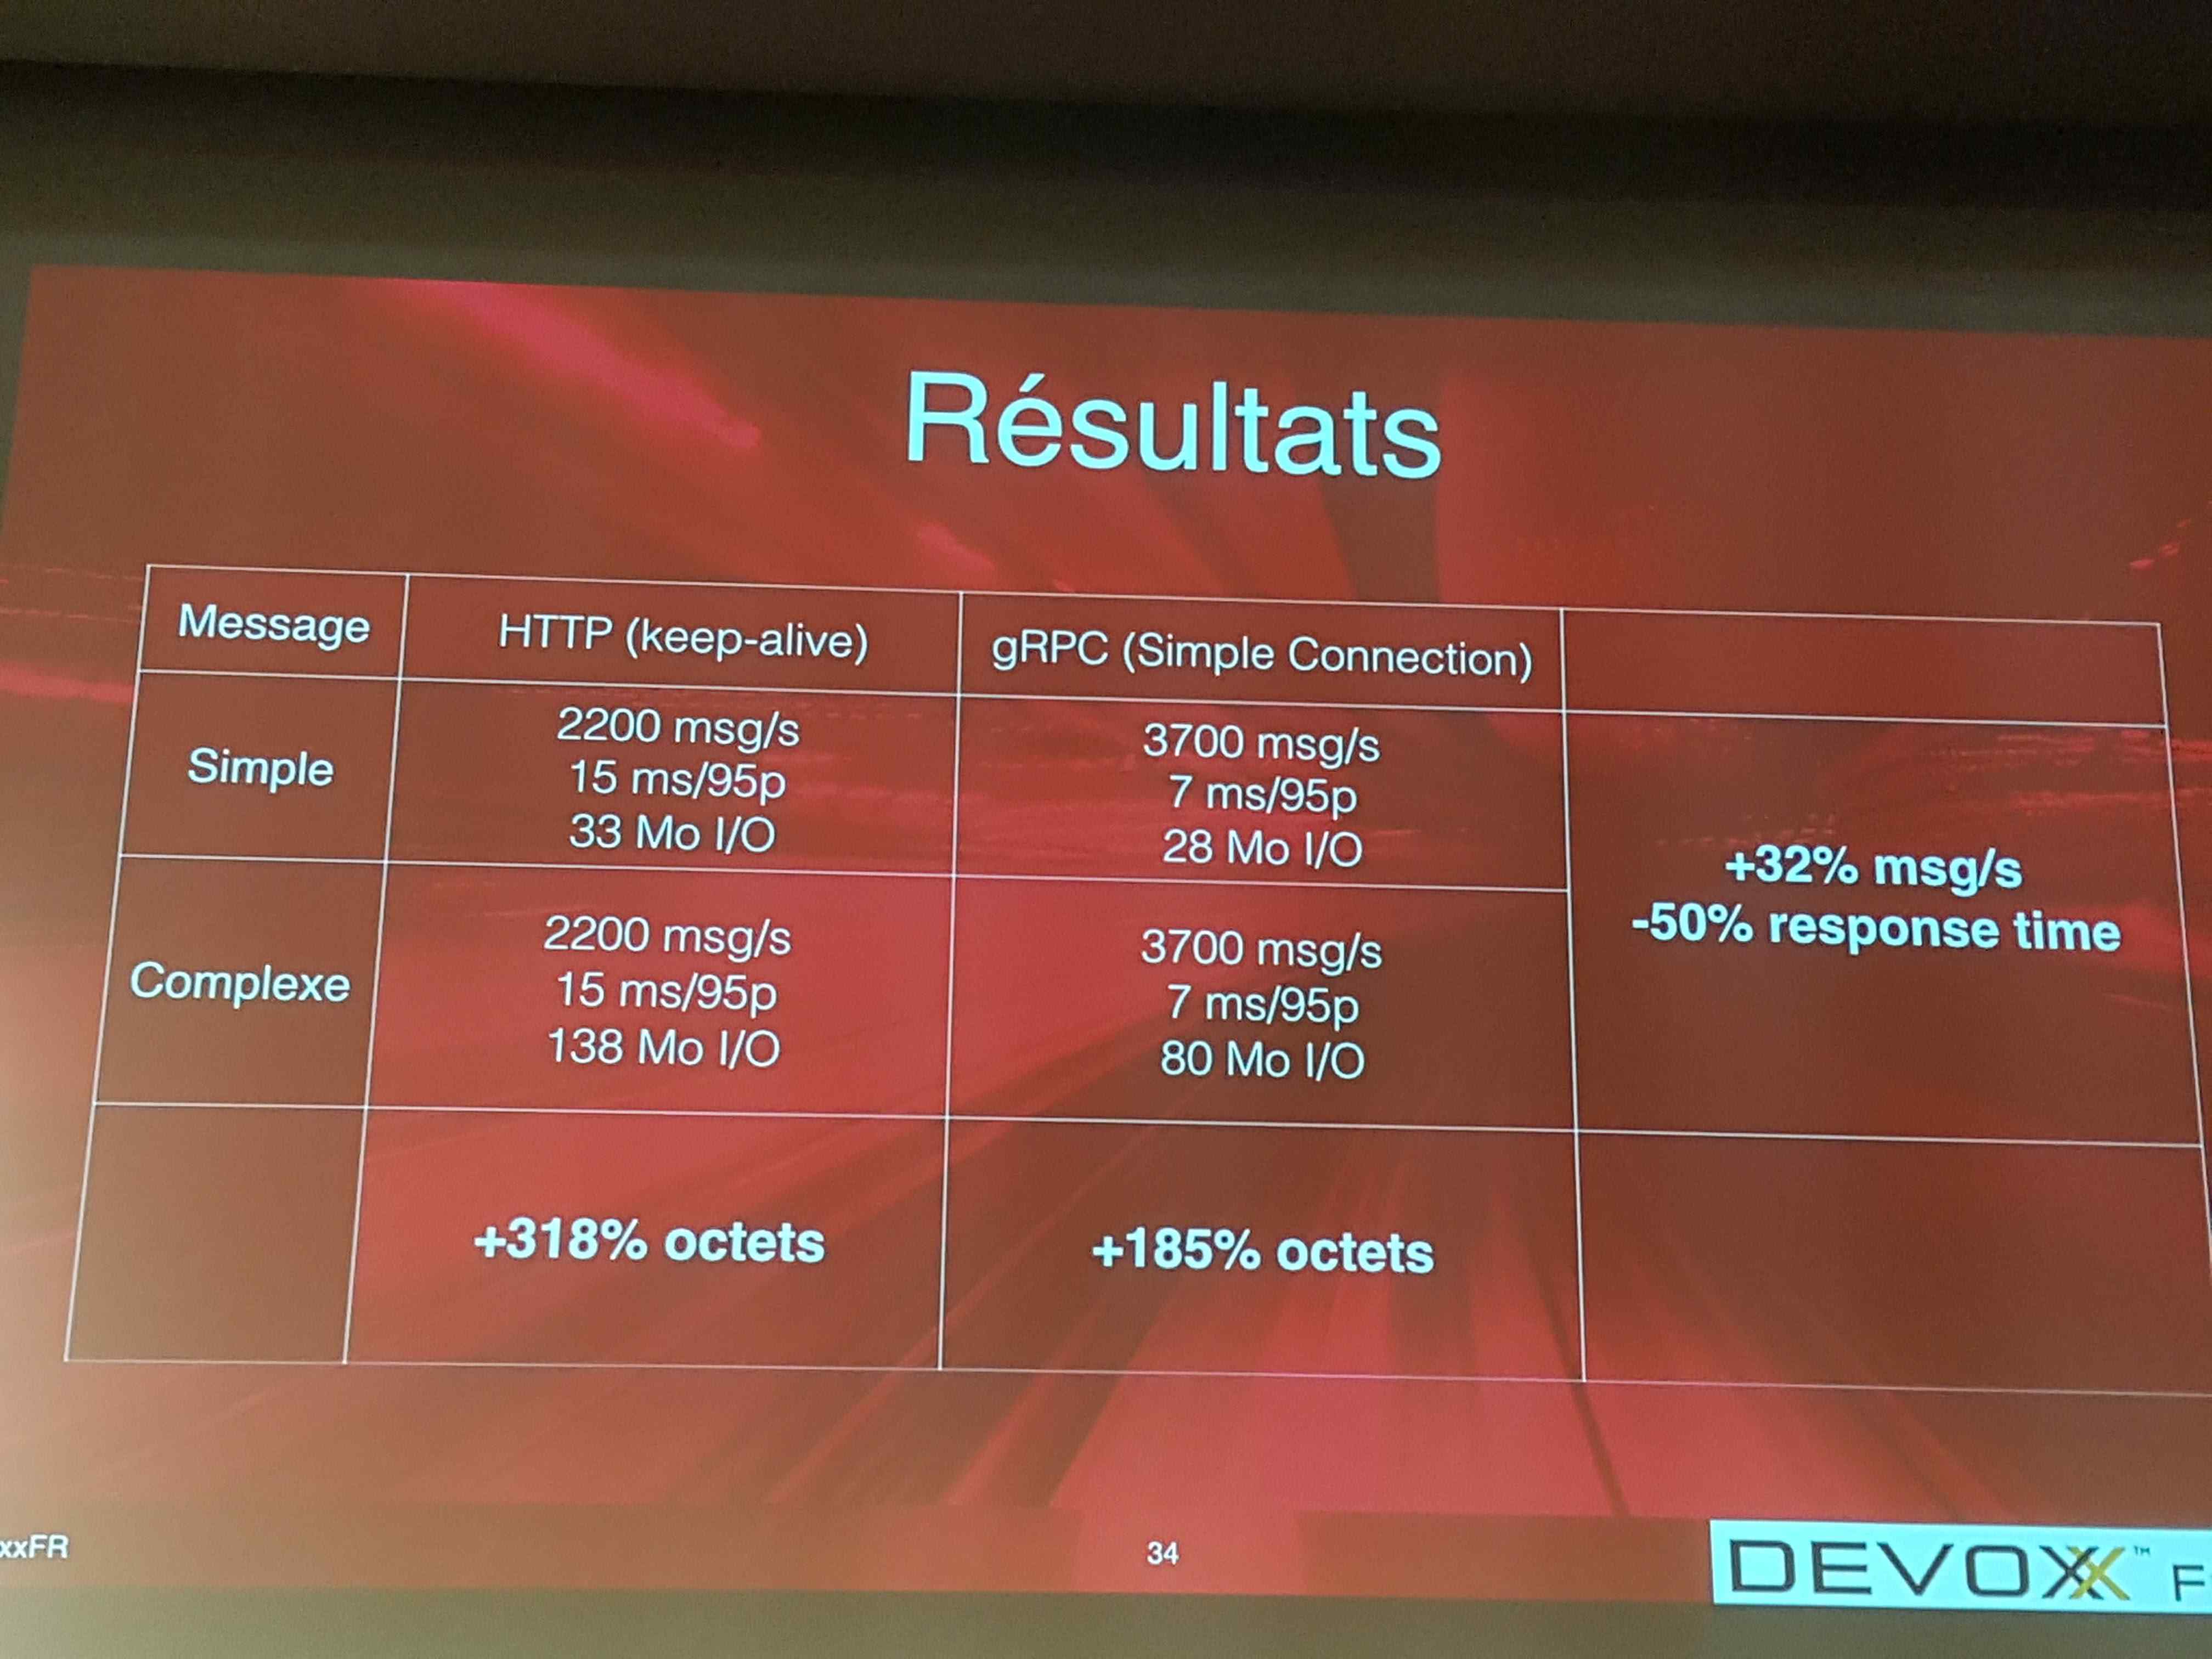 Résultats
Message
HTTP (keep-alive)
gRPC (Simple Connection)
Simple
2200 msg/s
15 ms/95p
33 Mo I/O
3700 msg/s
7 ms/95p
28 Mo I/O
+32% msg/s
-50% response time
Complexe
2200 msg/s
15 ms/95p
138 Mo I/O
3700 msg/s
7 ms/95p
80 Mo I/O
+318% octets
+185% octets
xxFR
34
DEVOXX™ F